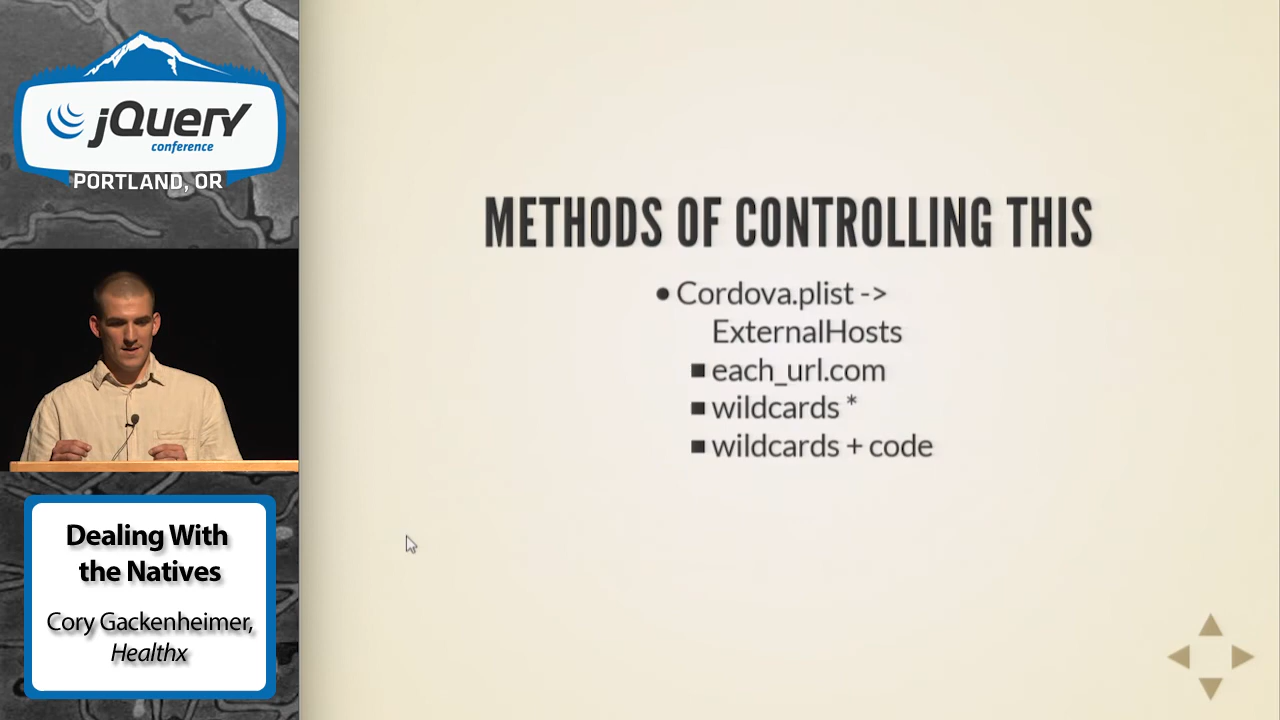 jQuery
conference
PORTLAND, OR
Dealing With
the Natives
Cory Gackenheimer,
Healthx
METHODS OF CONTROLLING THIS
• Cordova.plist ->
ExternalHosts
■ each_url.com
■ wildcards *
■ wildcards + code